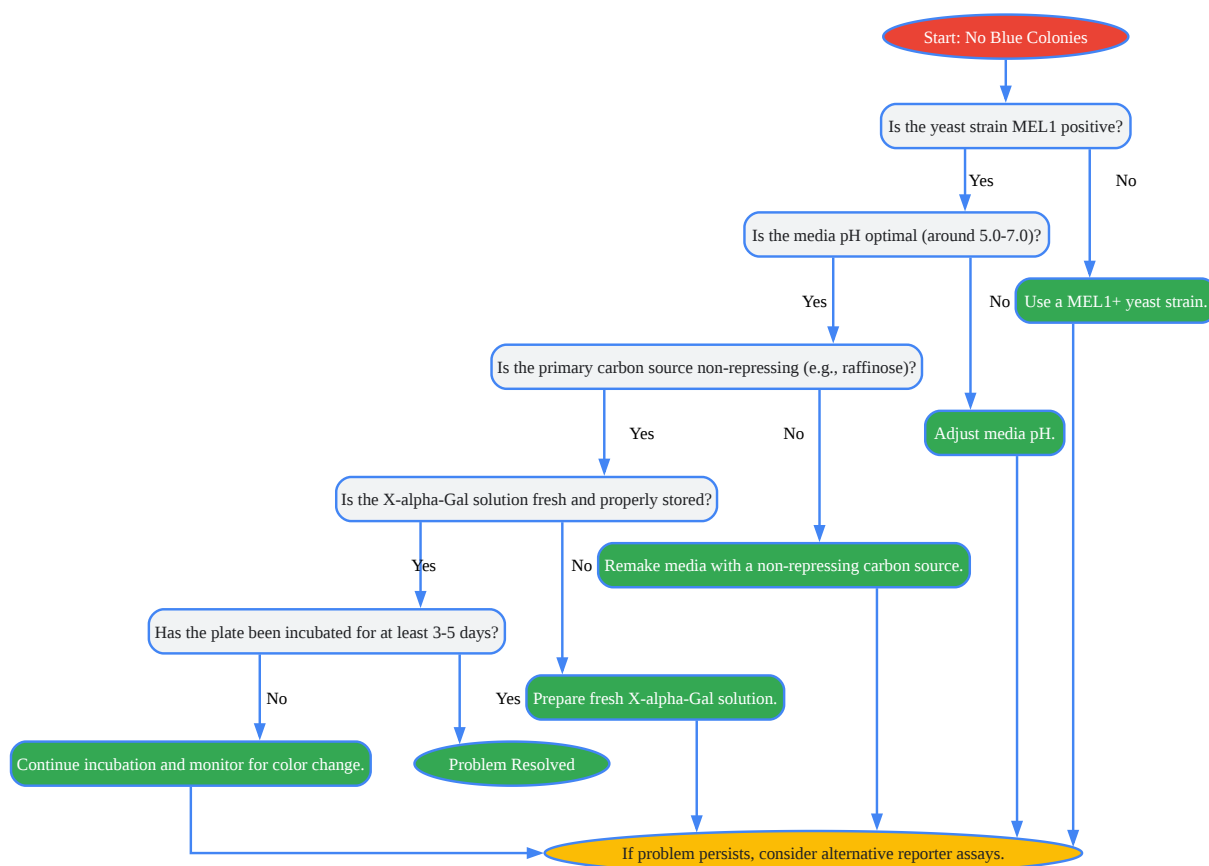 Start: No Blue Colonies
Is the yeast strain MEL1 positive?
Yes
No
Is the media pH optimal (around 5.0-7.0)?
Yes
No
Use a MEL1+ yeast strain.
Is the primary carbon source non-repressing (e.g., raffinose)?
Yes
No
Adjust media pH.
Is the X-alpha-Gal solution fresh and properly stored?
Yes
No
Remake media with a non-repressing carbon source.
Has the plate been incubated for at least 3-5 days?
No
Yes
Prepare fresh X-alpha-Gal solution.
Continue incubation and monitor for color change.
Problem Resolved
If problem persists, consider alternative reporter assays.